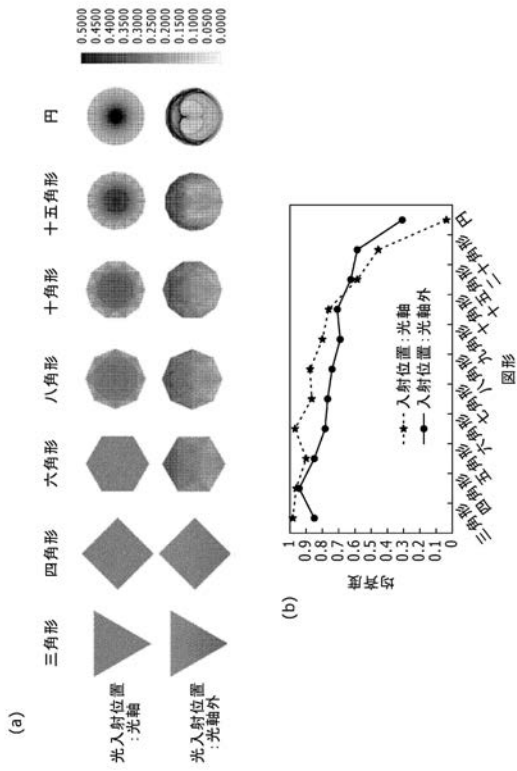 (a)
三角形 四角形 六角形 八角形 十角形 十五角形 円
光入射位置
:光軸
光入射位置
:光軸外
0.5000
0.4500
0.4000
0.3500
0.3000
0.2500
0.2000
0.1500
0.1000
0.0500
0.0000
(b)
均斉度
1
0.9
0.8
0.7
0.6
0.5
0.4
0.3
0.2
0.1
0
入射位置:光軸
入射位置:光軸外
三角形 四角形 五角形 六角形 七角形 八角形 九角形 十角形 十五角形 二十角形 円
図形